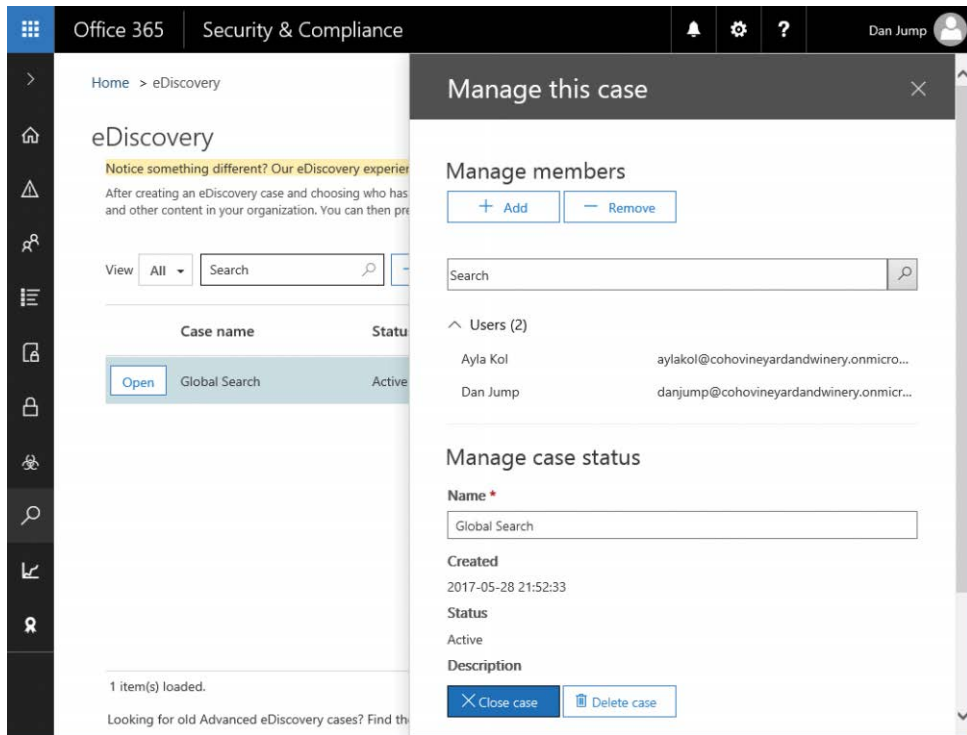 Office 365 Security & Compliance ? Dan Jump
Home > eDiscovery
eDiscovery
Notice something different? Our eDiscovery
After creating an eDiscovery case and choosing who has
and other content in your organization. You can then
View All Search
Case name Statu
Open Global Search Active
1 item(s) loaded.
Looking for old Advanced eDiscovery cases? Find
Manage this case
Manage members
+ Add − Remove
Search
Users (2)
Ayla Kol aylakol@cohovineyardandwinery.onmicro...
Dan Jump danjump@cohovineyardandwinery.onmicr...
Manage case status
Name *
Global Search
Created
2017-05-28 21:52:33
Status
Active
Description
Close case Delete case